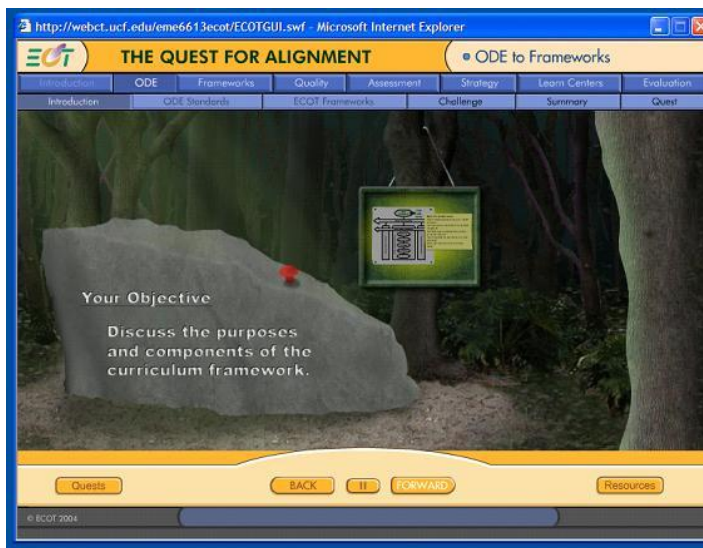 http://webct.ucf.edu/eme6613ecot/ECOTGUI.swf - Microsoft Internet Explorer
ECOT THE QUEST FOR ALIGNMENT ODE to Frameworks
Introduction ODE Frameworks Quality Assessment Strategy Learn Centers Evaluation
Introduction ODE Standards ECOT Frameworks Challenge Summary Quest
Your Objective
Discuss the purposes
and components of the
curriculum framework.
Quests BACK FORWARD Resources
© ECOT 2004